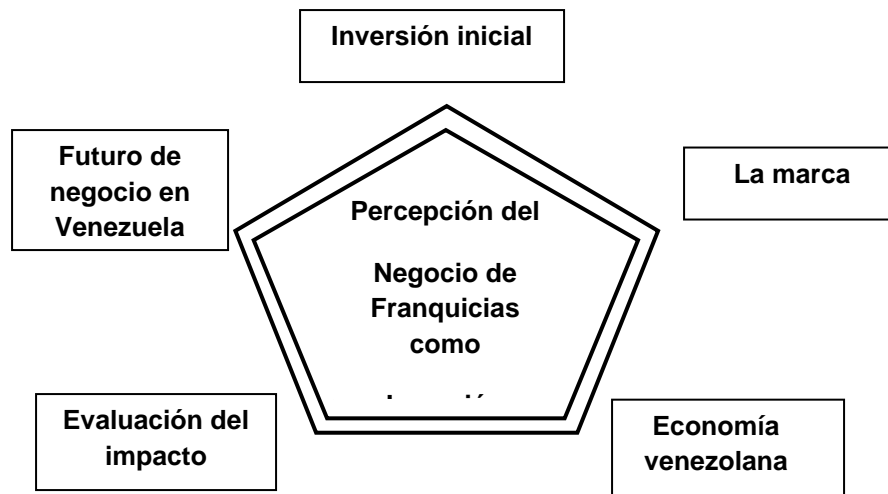 Inversión inicial
Futuro de
negocio en
Venezuela
La marca
Percepción del
Negocio de
Franquicias
como
Evaluación del
impacto
Economía
venezolana